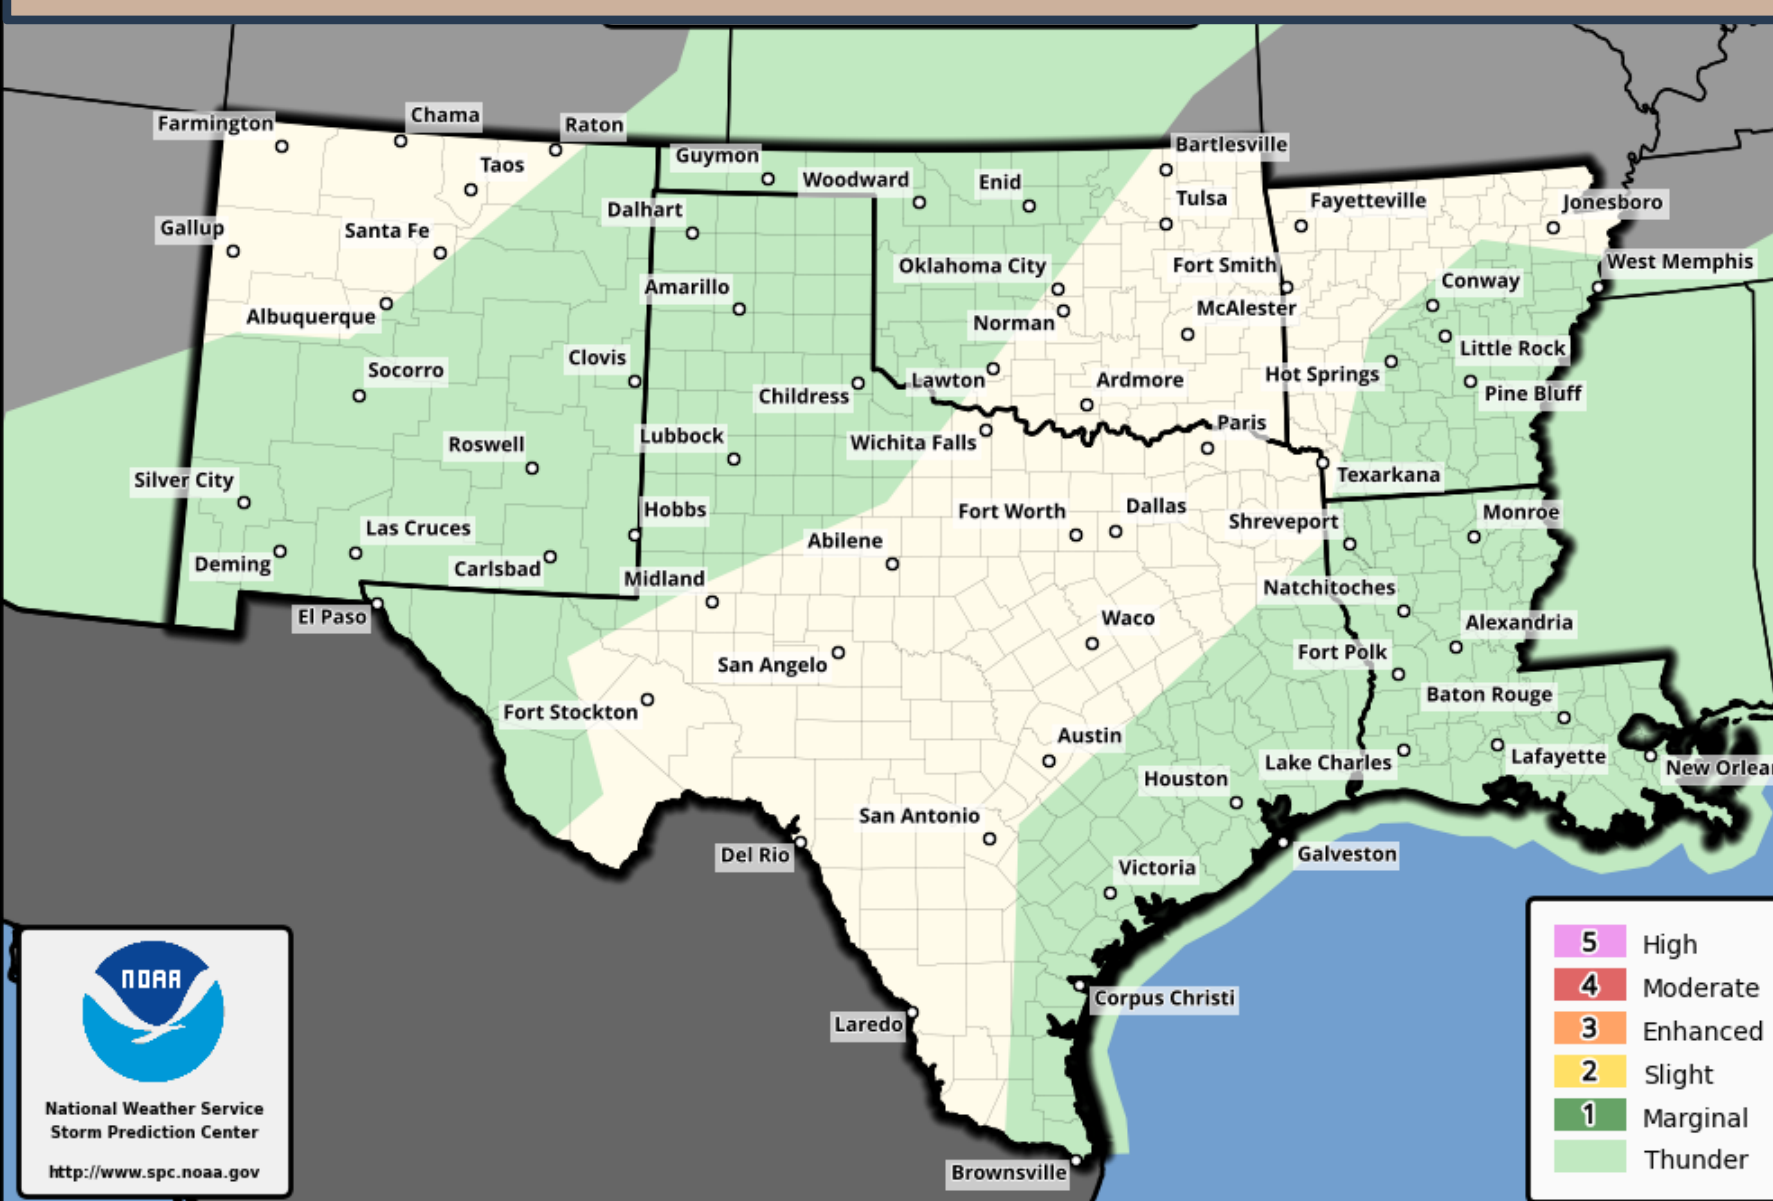 Farmington
Chama
Raton
Taos
Guymon
Woodward
Enid
Bartlesville
Tulsa
Fayetteville
Jonesboro
Dalhart
Gallup
Santa Fe
Oklahoma City
Fort Smith
West Memphis
Conway
Amarillo
McAlester
Albuquerque
Norman
Little Rock
Clovis
Socorro
Lawton
Ardmore
Hot Springs
Pine Bluff
Childress
Paris
Roswell
Lubbock
Wichita Falls
Texarkana
Silver City
Hobbs
Fort Worth
Dallas
Shreveport
Monroe
Las Cruces
Abilene
Deming
Carlsbad
Midland
Natchitoches
El Paso
Waco
Alexandria
San Angelo
Fort Polk
Baton Rouge
Fort Stockton
Austin
Houston
Lake Charles
Lafayette
New Orlea
San Antonio
Del Rio
Galveston
Victoria
Corpus Christi
Laredo
Brownsville
NOAA
National Weather Service
Storm Prediction Center
http://www.spc.noaa.gov
5 High
4 Moderate
3 Enhanced
2 Slight
1 Marginal
Thunder